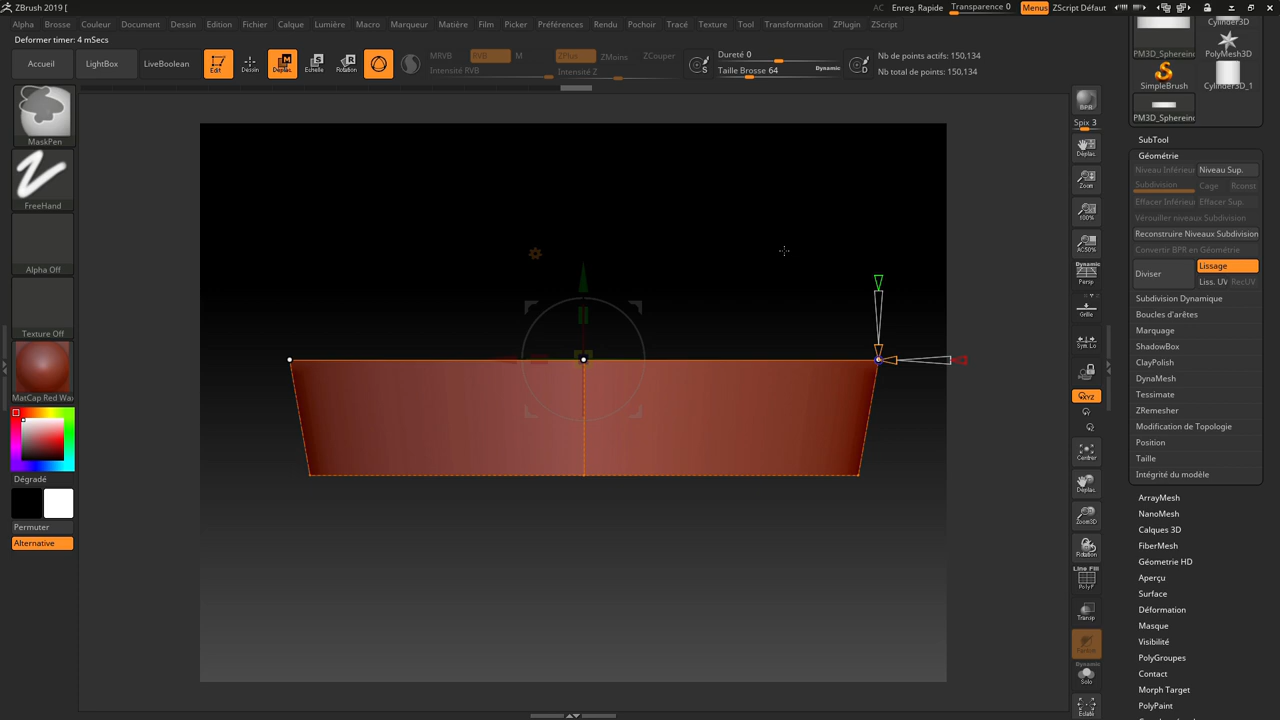 ZBrush 2019 [
AC Enreg. Rapide Transparence 0 Menus ZScript Défaut
Alpha Brosse Couleur Document Dessin Edition Fichier Calque Lumière Macro Marqueur Matière Film Picker Préférences Rendu Pochoir Tracé Texture Tool Transformation ZPlugin ZScript
Deformer timer: 4 mSecs
Accueil LightBox LiveBoolean Edit Dessin Déplac. Echelle Rotation
MRVB RVB M ZPlus ZMoins ZCouper
Intensité RVB Intensité Z
Dureté 0
Taille Brosse 64 Dynamic
S D
Nb de points actifs: 150,134
Nb total de points: 150,134
MaskPen
FreeHand
Alpha Off
Texture Off
MatCap Red Wa
Dégradé
Permuter
Alternative
BPR
Spix 3
Déplac.
Zoom
100%
AC50%
Dynamic
Persp
Grille
Sym.Lo
XYZ
Centrer
Déplac.
Zoom3D
Rotation
Line Fill
PolyF
Transp
Dynamic
Solo
Eclaté
Cylinder3D
PM3D_Sphereinc
PolyMesh3D
SimpleBrush
Cylinder3D_1
PM3D_Sphereinc
SubTool
Géométrie
Niveau Inférieur Niveau Sup.
Subdivision Cage Rconst
Effacer Inférieur Effacer Sup.
Vérouiller niveaux Subdivision
Reconstruire Niveaux Subdivision
Convertir BPR en Géométrie
Diviser Lissage
Liss. UV RecUV
Subdivision Dynamique
Boucles d'arêtes
Marquage
ShadowBox
ClayPolish
DynaMesh
Tessimate
ZRemesher
Modification de Topologie
Position
Taille
Intégrité du modèle
ArrayMesh
NanoMesh
Calques 3D
FiberMesh
Géometrie HD
Aperçu
Surface
Déformation
Masque
Visibilité
PolyGroupes
Contact
Morph Target
PolyPaint